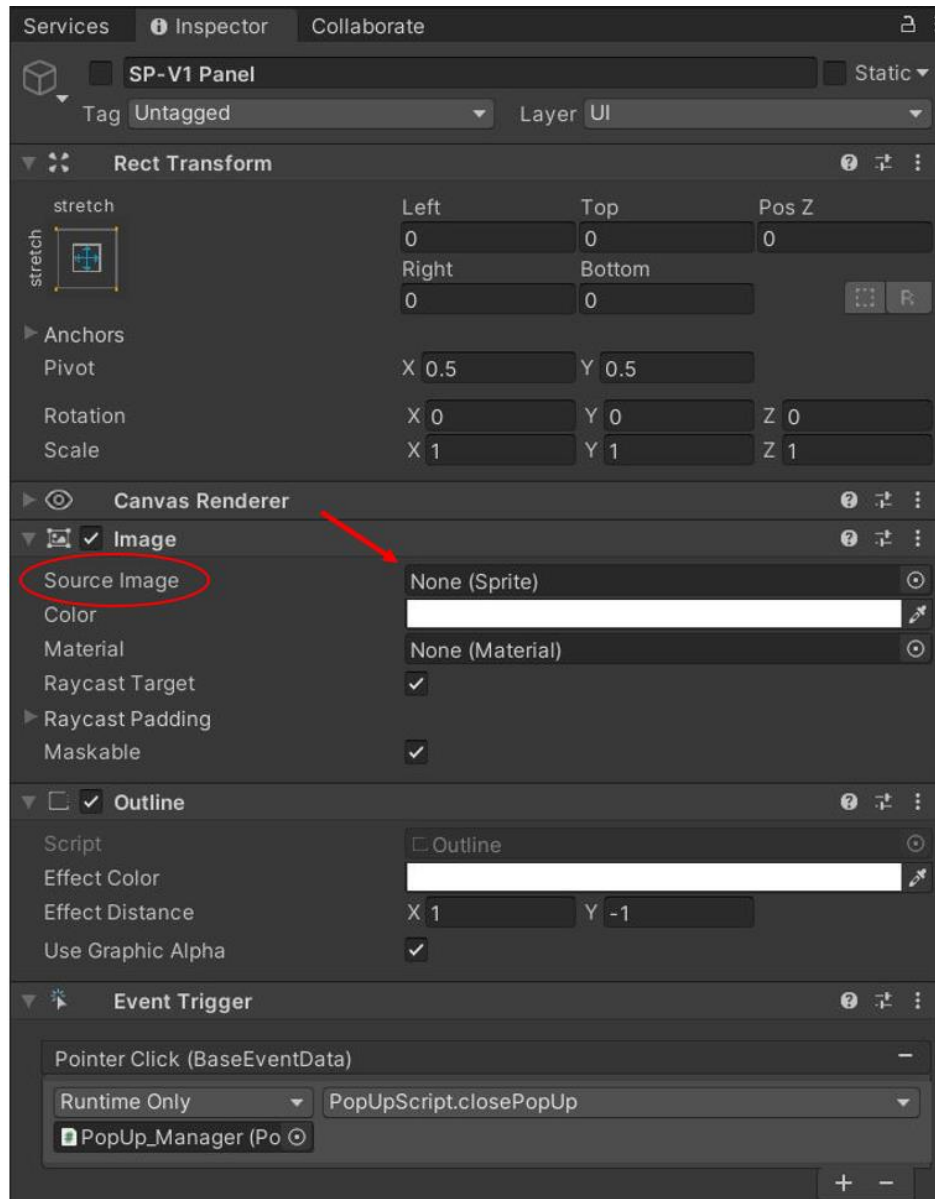 Services Inspector Collaborate
SP-V1 Panel Static
Tag Untagged Layer UI
Rect Transform
stretch
stretch
Left Top Pos Z
0 0 0
Right Bottom
0 0
R
Anchors
Pivot X 0.5 Y 0.5
Rotation X 0 Y 0 Z 0
Scale X 1 Y 1 Z 1
Canvas Renderer
Image
Source Image None (Sprite)
Color
Material None (Material)
Raycast Target
Raycast Padding
Maskable
Outline
Script Outline
Effect Color
Effect Distance X 1 Y -1
Use Graphic Alpha
Event Trigger
Pointer Click (BaseEventData)
Runtime Only PopUpScript.closePopUp
PopUp_Manager (Po